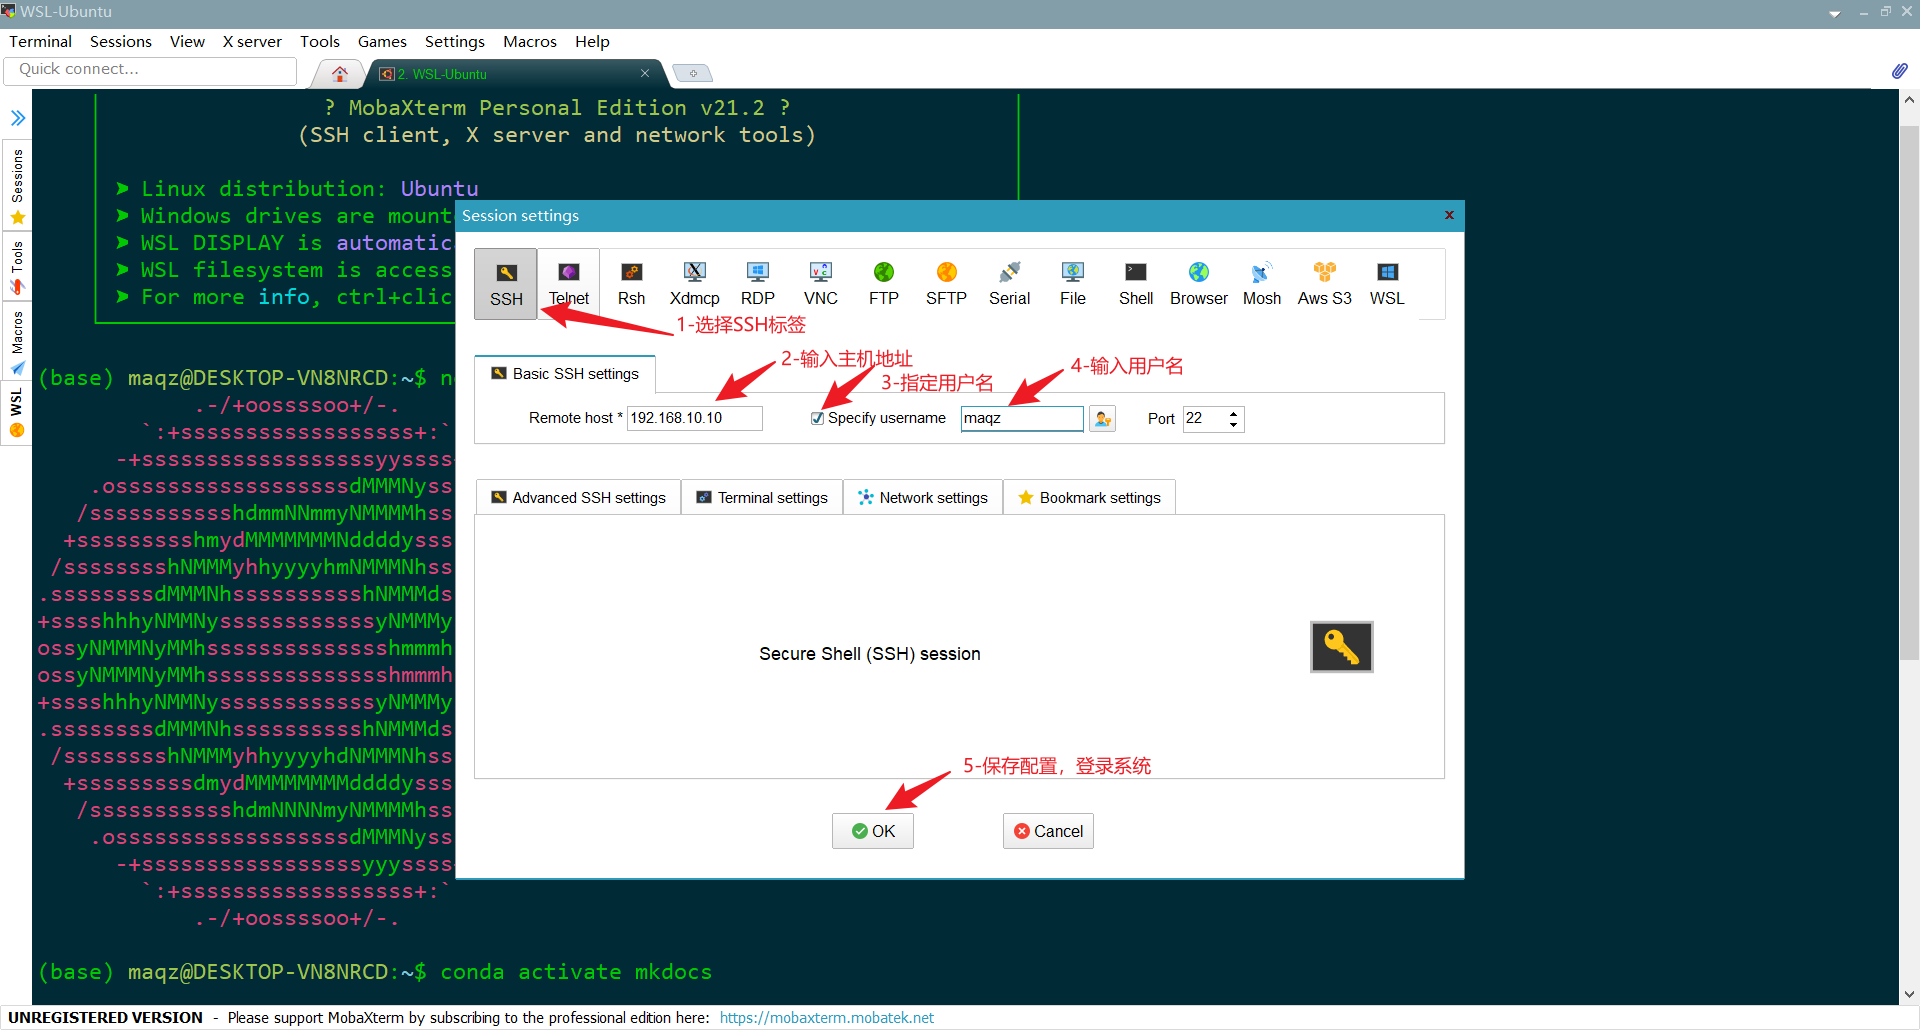 WSL-Ubuntu
Terminal Sessions View X server Tools Games Settings Macros Help
Quick connect...
2. WSL-Ubuntu
Sessions
Tools
Macros
WSL
? MobaXterm Personal Edition v21.2 ?
(SSH client, X server and network tools)
➤ Linux distribution: Ubuntu
➤ Windows drives are mount
➤ WSL DISPLAY is automatic
➤ WSL filesystem is access
➤ For more info, ctrl+clic
(base) maqz@DESKTOP-VN8NRCD:~$ n
.-/+oossssoo+/-.
`:+ssssssssssssssssss+:`
-+ssssssssssssssssssyyssss
.ossssssssssssssssssdMMMNyss
/ssssssssssshdmmNNmmyNMMMMhss
+ssssssssshmydMMMMMMMNddddysss
/sssssssshNMMMyhhyyyyhmNMMMNhss
.ssssssssdMMMNhsssssssssshNMMMds
+sssshhhyNMMNyssssssssssssyNMMMy
ossyNMMMNyMMhsssssssssssssshmmmh
ossyNMMMNyMMhsssssssssssssshmmmh
+sssshhhyNMMNyssssssssssssyNMMMy
.ssssssssdMMMNhsssssssssshNMMMds
/sssssssshNMMMyhhyyyyhdNMMMNhss
+sssssssssdmydMMMMMMMMddddysss
/ssssssssssshdmNNNNmyNMMMMhss
.ossssssssssssssssssdMMMNyss
-+sssssssssssssssssyyyssss
`:+ssssssssssssssssss+:`
.-/+oossssoo+/-.
(base) maqz@DESKTOP-VN8NRCD:~$ conda activate mkdocs
Session settings
SSH Telnet Rsh Xdmcp RDP VNC FTP SFTP Serial File Shell Browser Mosh Aws S3 WSL
1-选择SSH标签
2-输入主机地址
3-指定用户名
4-输入用户名
Basic SSH settings
Remote host * 192.168.10.10 Specify username maqz Port 22
Advanced SSH settings Terminal settings Network settings Bookmark settings
Secure Shell (SSH) session
5-保存配置，登录系统
OK Cancel
UNREGISTERED VERSION - Please support MobaXterm by subscribing to the professional edition here: https://mobaxterm.mobatek.net